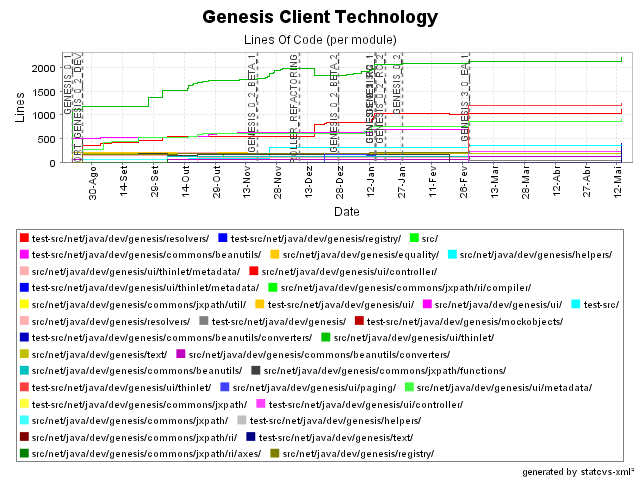 Genesis Client Technology
Lines Of Code (per module)
GENESIS_0_1
GENESIS_0_2_DEV
GENESIS_0_2_BETA_1
ROLLER_REFACTORING
GENESIS_0_2_BETA_2
GENESIS_0_2
GENESIS_3_0_EA_1
Lines
2000
1500
1000
500
0
30-Ago 14-Set 29-Set 14-Out 29-Out 13-Nov 28-Nov 13-Dez 28-Dez 12-Jan 27-Jan 11-Fev 26-Fev 13-Mar 28-Mar 12-Abr 27-Abr 12-Mai
Date
test-src/net/java/dev/genesis/resolvers/ test-src/net/java/dev/genesis/registry/ src/
test-src/net/java/dev/genesis/commons/beanutils/ src/net/java/dev/genesis/equality/ src/net/java/dev/genesis/helpers/
src/net/java/dev/genesis/ui/thinlet/metadata/ src/net/java/dev/genesis/ui/controller/
test-src/net/java/dev/genesis/ui/thinlet/metadata/ src/net/java/dev/genesis/commons/jxpath/ri/compiler/
src/net/java/dev/genesis/commons/jxpath/util/ test-src/net/java/dev/genesis/ui/ src/net/java/dev/genesis/ui/ test-src/
src/net/java/dev/genesis/resolvers/ test-src/net/java/dev/genesis/ test-src/net/java/dev/genesis/mockobjects/
test-src/net/java/dev/genesis/commons/beanutils/converters/ src/net/java/dev/genesis/ui/thinlet/
src/net/java/dev/genesis/text/ src/net/java/dev/genesis/commons/beanutils/converters/
src/net/java/dev/genesis/commons/beanutils/ src/net/java/dev/genesis/commons/jxpath/functions/
test-src/net/java/dev/genesis/ui/thinlet/ src/net/java/dev/genesis/ui/paging/ src/net/java/dev/genesis/ui/metadata/
test-src/net/java/dev/genesis/commons/jxpath/ test-src/net/java/dev/genesis/ui/controller/
src/net/java/dev/genesis/commons/jxpath/ test-src/net/java/dev/genesis/helpers/
src/net/java/dev/genesis/commons/jxpath/ri/ test-src/net/java/dev/genesis/text/
src/net/java/dev/genesis/commons/jxpath/ri/axes/ src/net/java/dev/genesis/registry/
generated by statcvs-xml²